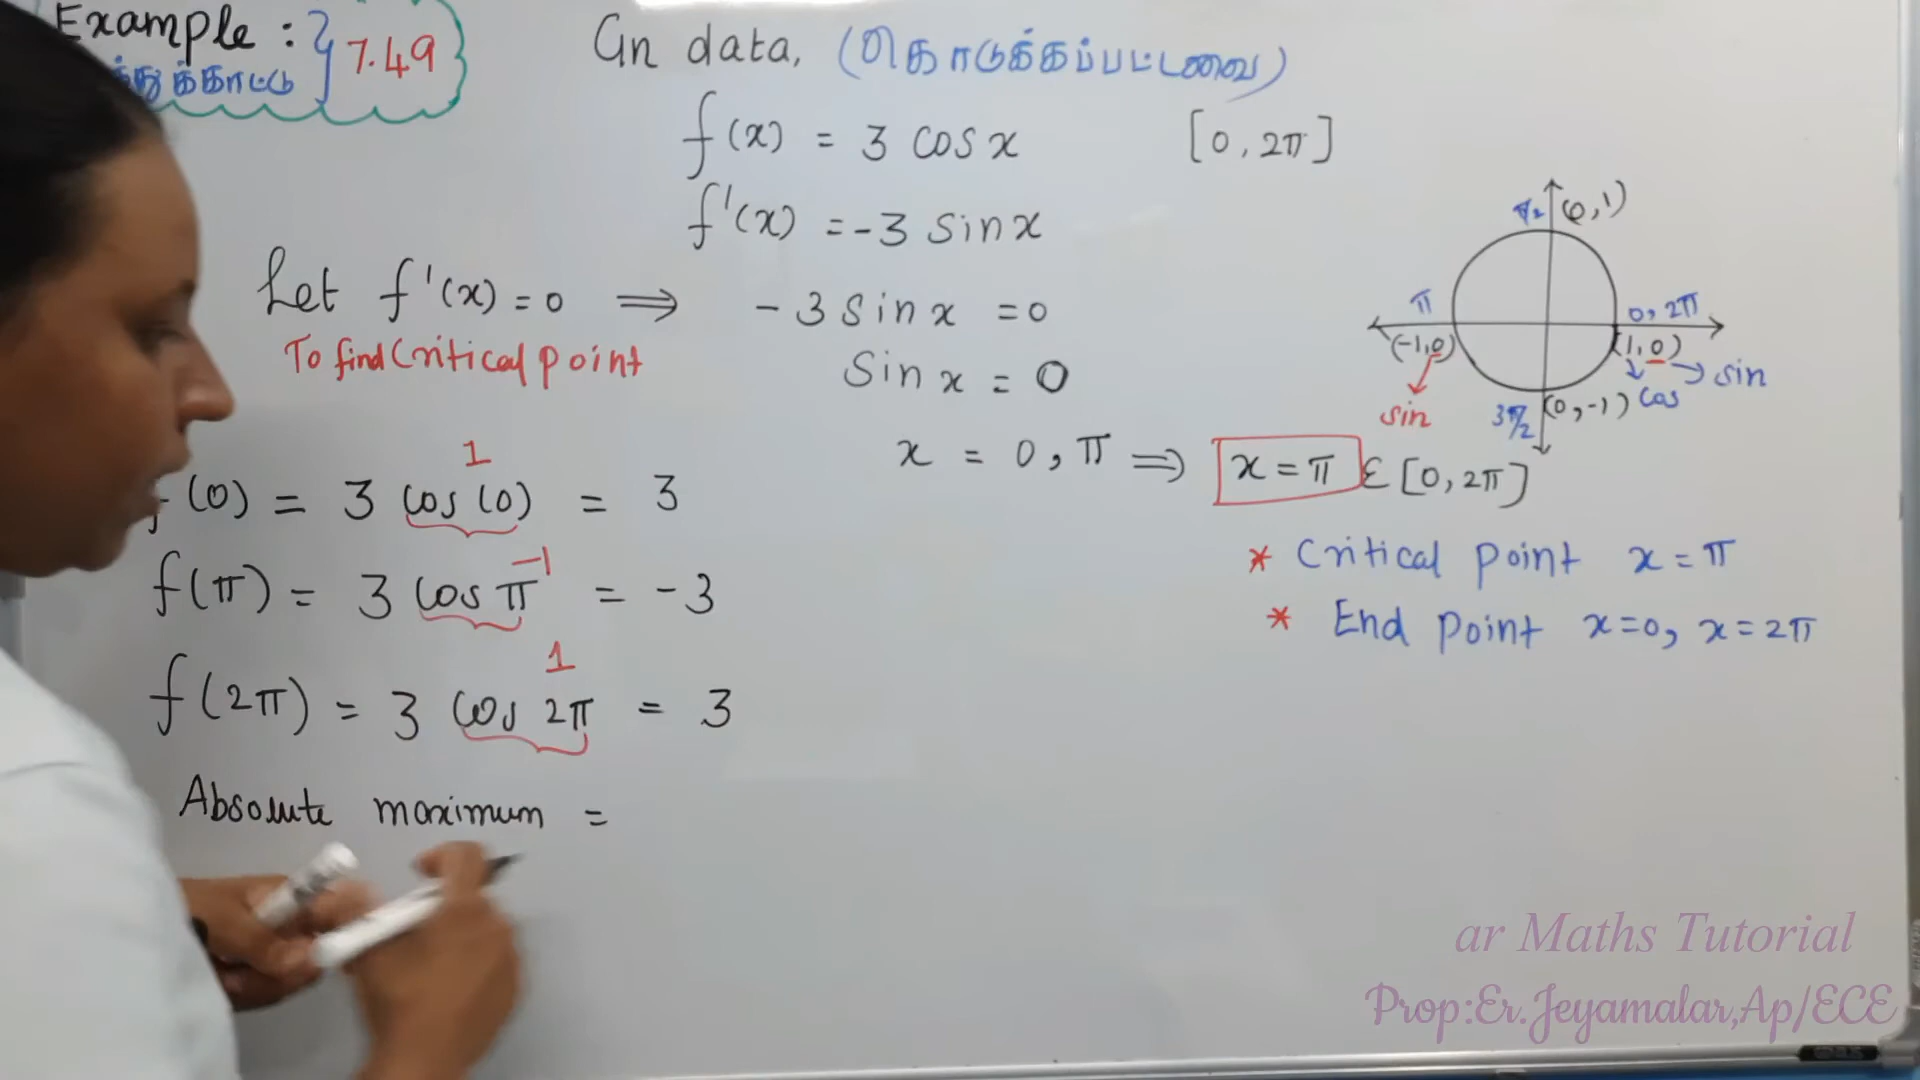 Example : } 7.49
Gn data, (கொடுக்கப்பட்டவை)
f(x) = 3 cos x [0, 2π]
f'(x) = -3 sin x
Let f'(x) = 0 ⟹ -3 sin x = 0
To find Critical point
Sin x = 0
x = 0, π ⟹ x = π ∈ [0, 2π]
π/2 (0,1)
π 0, 2π
(-1,0) (1,0)
sin cos sin
3π/2 (0,-1)
* Critical point x = π
* End point x=0, x=2π
1
f(0) = 3 cos(0) = 3
-1
f(π) = 3 cos π = -3
1
f(2π) = 3 cos 2π = 3
Absolute maximum =
ar Maths Tutorial
Prop:Er.Jeyamalar,Ap/ECE